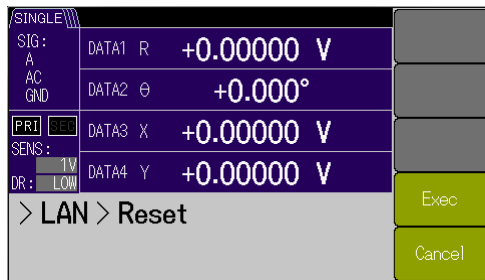 SINGLE
SIG:
A
AC
GND
DATA1 R +0.00000 V
DATA2 θ +0.000°
PRI SEC
DATA3 X +0.00000 V
SENS:
1V
DR: LOW
DATA4 Y +0.00000 V
> LAN > Reset
Exec
Cancel